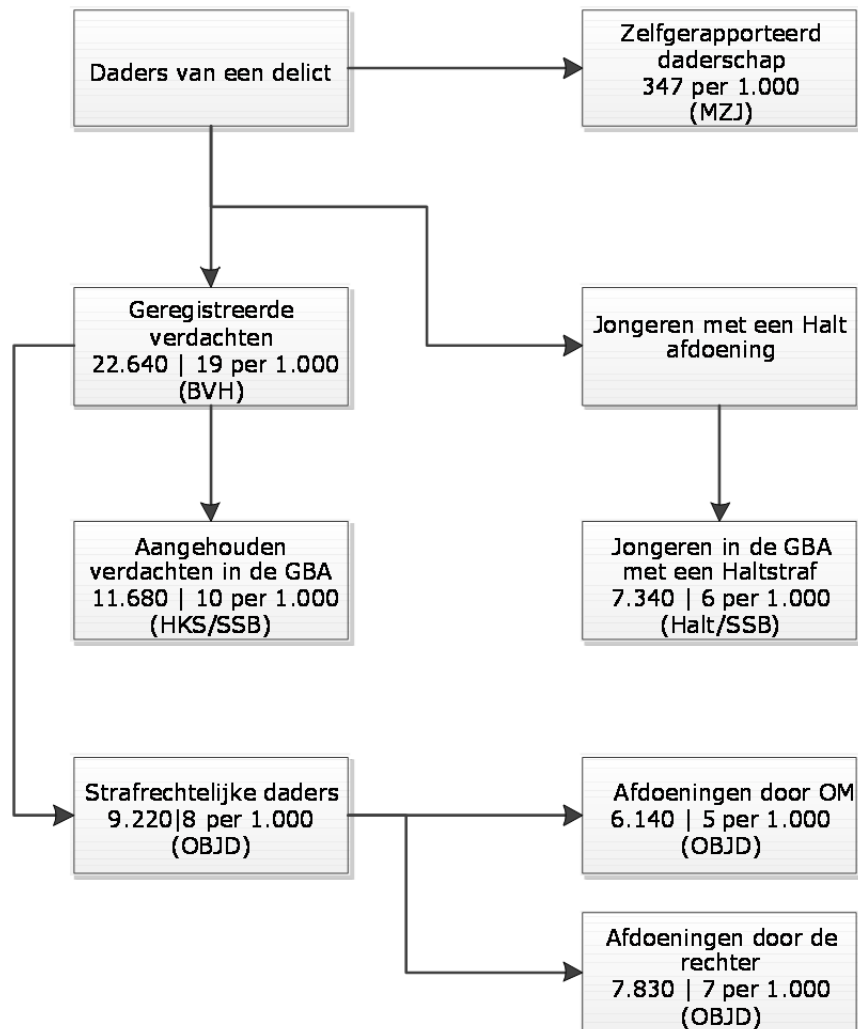 Daders van een delict
Zelfgerapporteerd
daderschap
347 per 1.000
(MZJ)
Geregistreerde
verdachten
22.640 | 19 per 1.000
(BVH)
Jongeren met een Halt
afdoening
Aangehouden
verdachten in de GBA
11.680 | 10 per 1.000
(HKS/SSB)
Jongeren in de GBA
met een Haltstraf
7.340 | 6 per 1.000
(Halt/SSB)
Strafrechtelijke daders
9.220|8 per 1.000
(OBJD)
Afdoeningen door OM
6.140 | 5 per 1.000
(OBJD)
Afdoeningen door de
rechter
7.830 | 7 per 1.000
(OBJD)